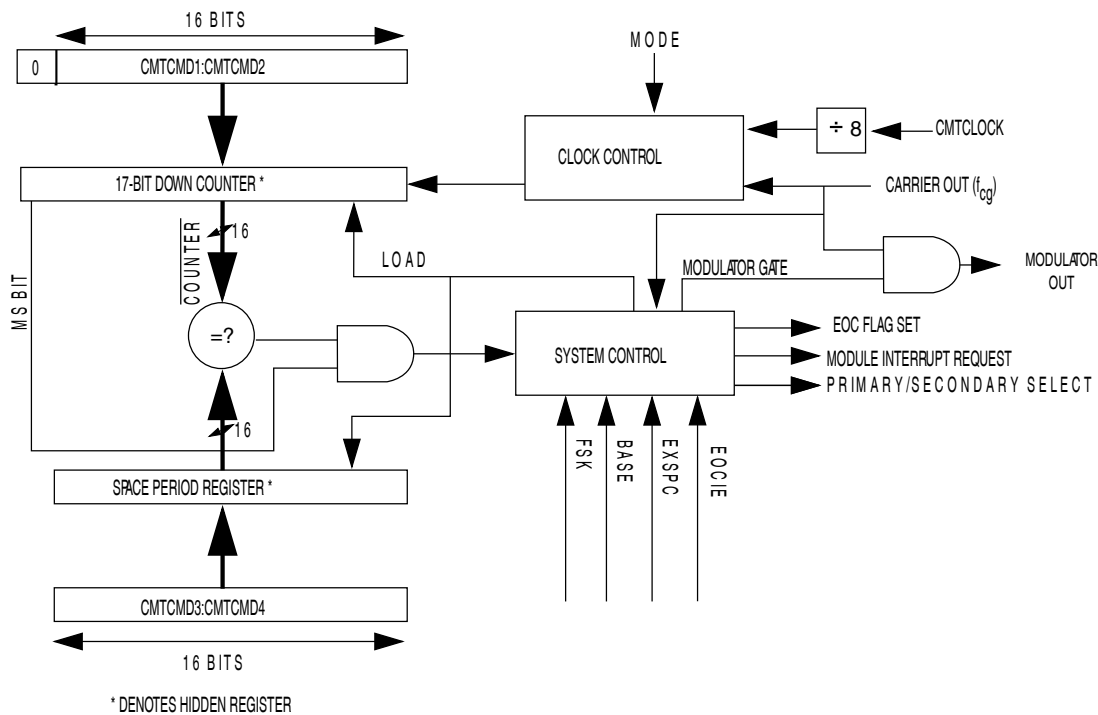 16 BITS
0
CMTCMD1:CMTCMD2
MODE
÷ 8
CMTCLOCK
CLOCK CONTROL
17-BIT DOWN COUNTER *
CARRIER OUT (fcg)
16
COUNTER
LOAD
MODULATOR GATE
MODULATOR
OUT
MS BIT
=?
EOC FLAG SET
SYSTEM CONTROL
MODULE INTERRUPT REQUEST
PRIMARY/SECONDARY SELECT
16
FSK
BASE
EXSPC
EOCIE
SPACE PERIOD REGISTER *
CMTCMD3:CMTCMD4
16 BITS
* DENOTES HIDDEN REGISTER